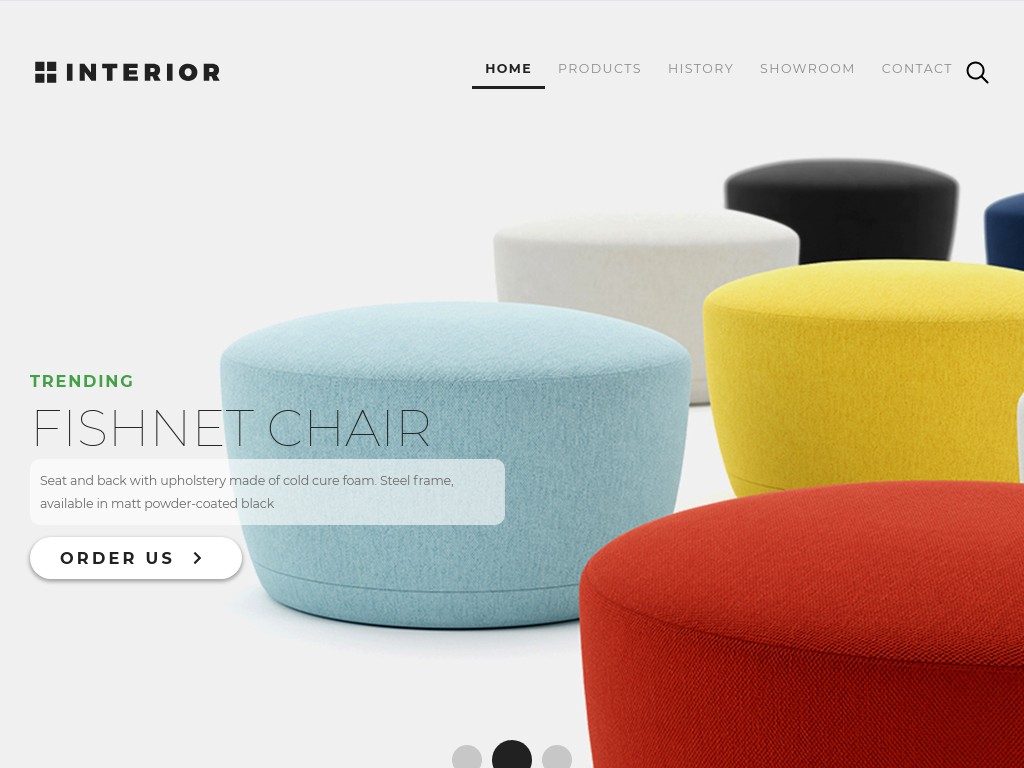 INTERIOR
HOME PRODUCTS HISTORY SHOWROOM CONTACT
TRENDING
FISHNET CHAIR
Seat and back with upholstery made of cold cure foam. Steel frame,
available in matt powder-coated black
ORDER US